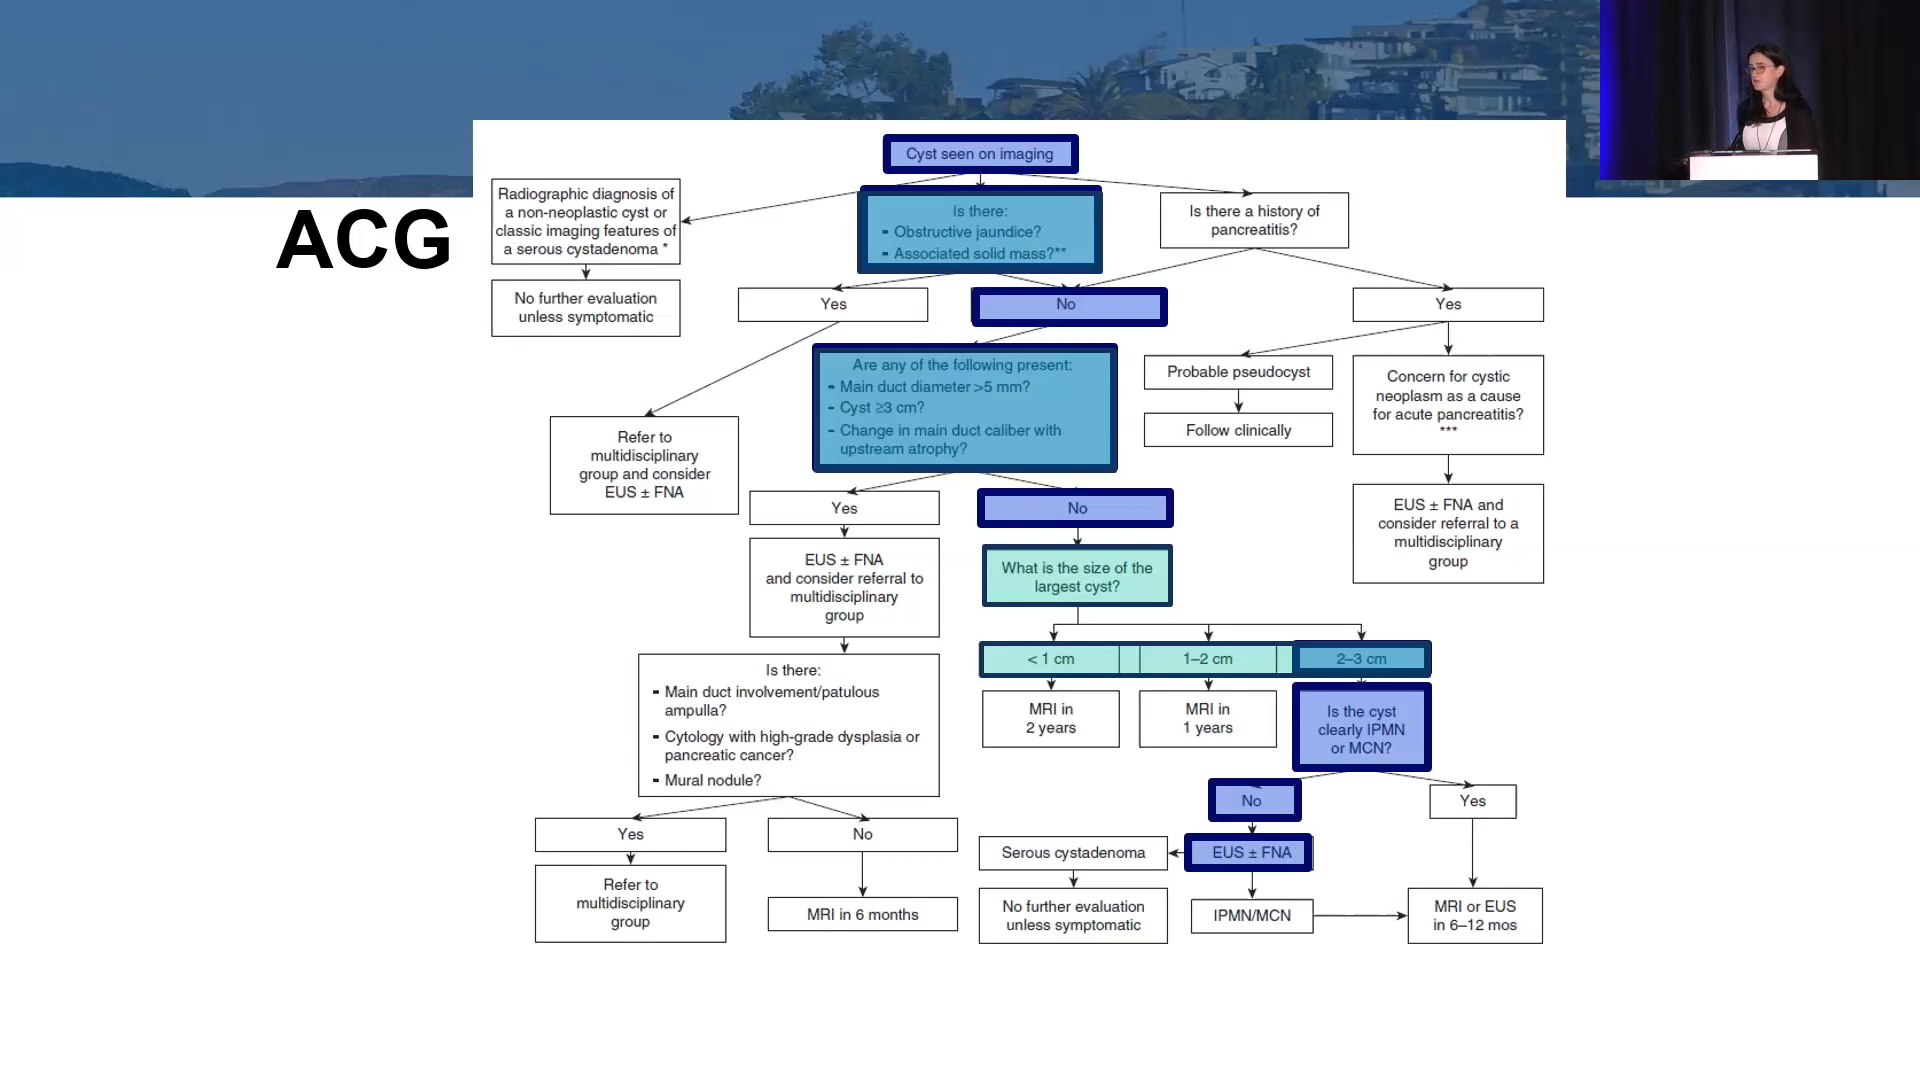 ACG
Cyst seen on imaging
Radiographic diagnosis of
a non-neoplastic cyst or
classic imaging features of
a serous cystadenoma *
No further evaluation
unless symptomatic
Is there:
- Obstructive jaundice?
- Associated solid mass?**
Is there a history of
pancreatitis?
Yes
No
Yes
Refer to
multidisciplinary
group and consider
EUS ± FNA
Are any of the following present:
- Main duct diameter >5 mm?
- Cyst ≥3 cm?
- Change in main duct caliber with
upstream atrophy?
Probable pseudocyst
Follow clinically
Concern for cystic
neoplasm as a cause
for acute pancreatitis?
***
EUS ± FNA and
consider referral to a
multidisciplinary
group
Yes
No
EUS ± FNA
and consider referral to
multidisciplinary
group
What is the size of the
largest cyst?
< 1 cm
1–2 cm
2–3 cm
MRI in
2 years
MRI in
1 years
Is the cyst
clearly IPMN
or MCN?
Is there:
- Main duct involvement/patulous
ampulla?
- Cytology with high-grade dysplasia or
pancreatic cancer?
- Mural nodule?
Yes
No
Refer to
multidisciplinary
group
MRI in 6 months
No
Yes
Serous cystadenoma
EUS ± FNA
No further evaluation
unless symptomatic
IPMN/MCN
MRI or EUS
in 6–12 mos